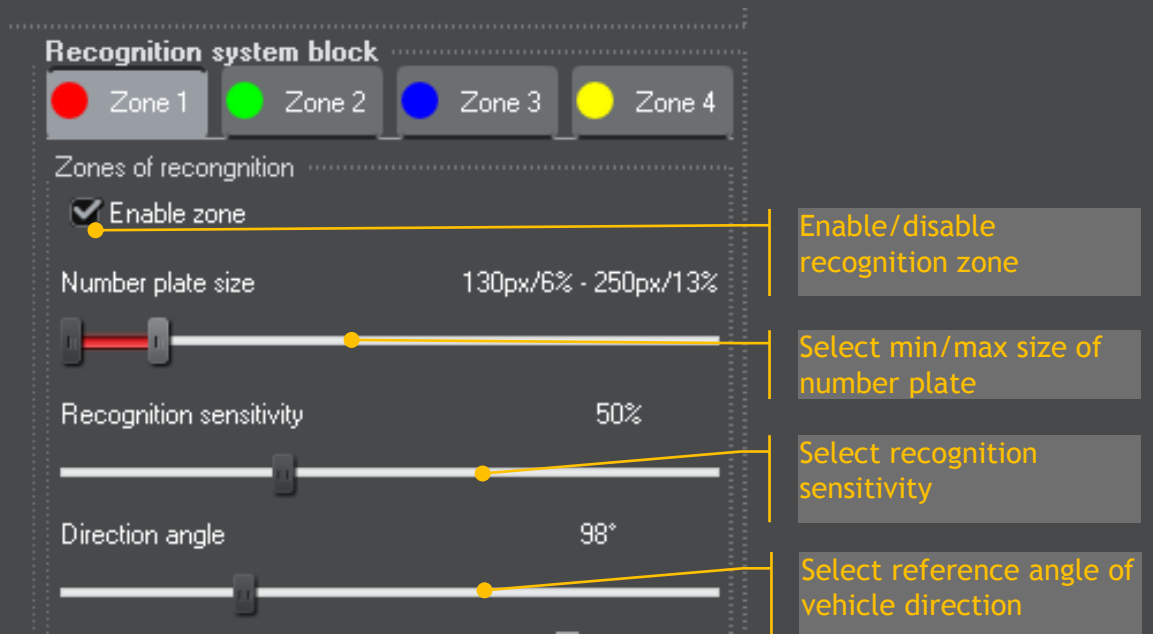 Recognition system block
Zone 1 Zone 2 Zone 3 Zone 4
Zones of recongnition
Enable zone
Enable/disable
recognition zone
Number plate size 130px/6% - 250px/13%
Select min/max size of
number plate
Recognition sensitivity 50%
Select recognition
sensitivity
Direction angle 98°
Select reference angle of
vehicle direction